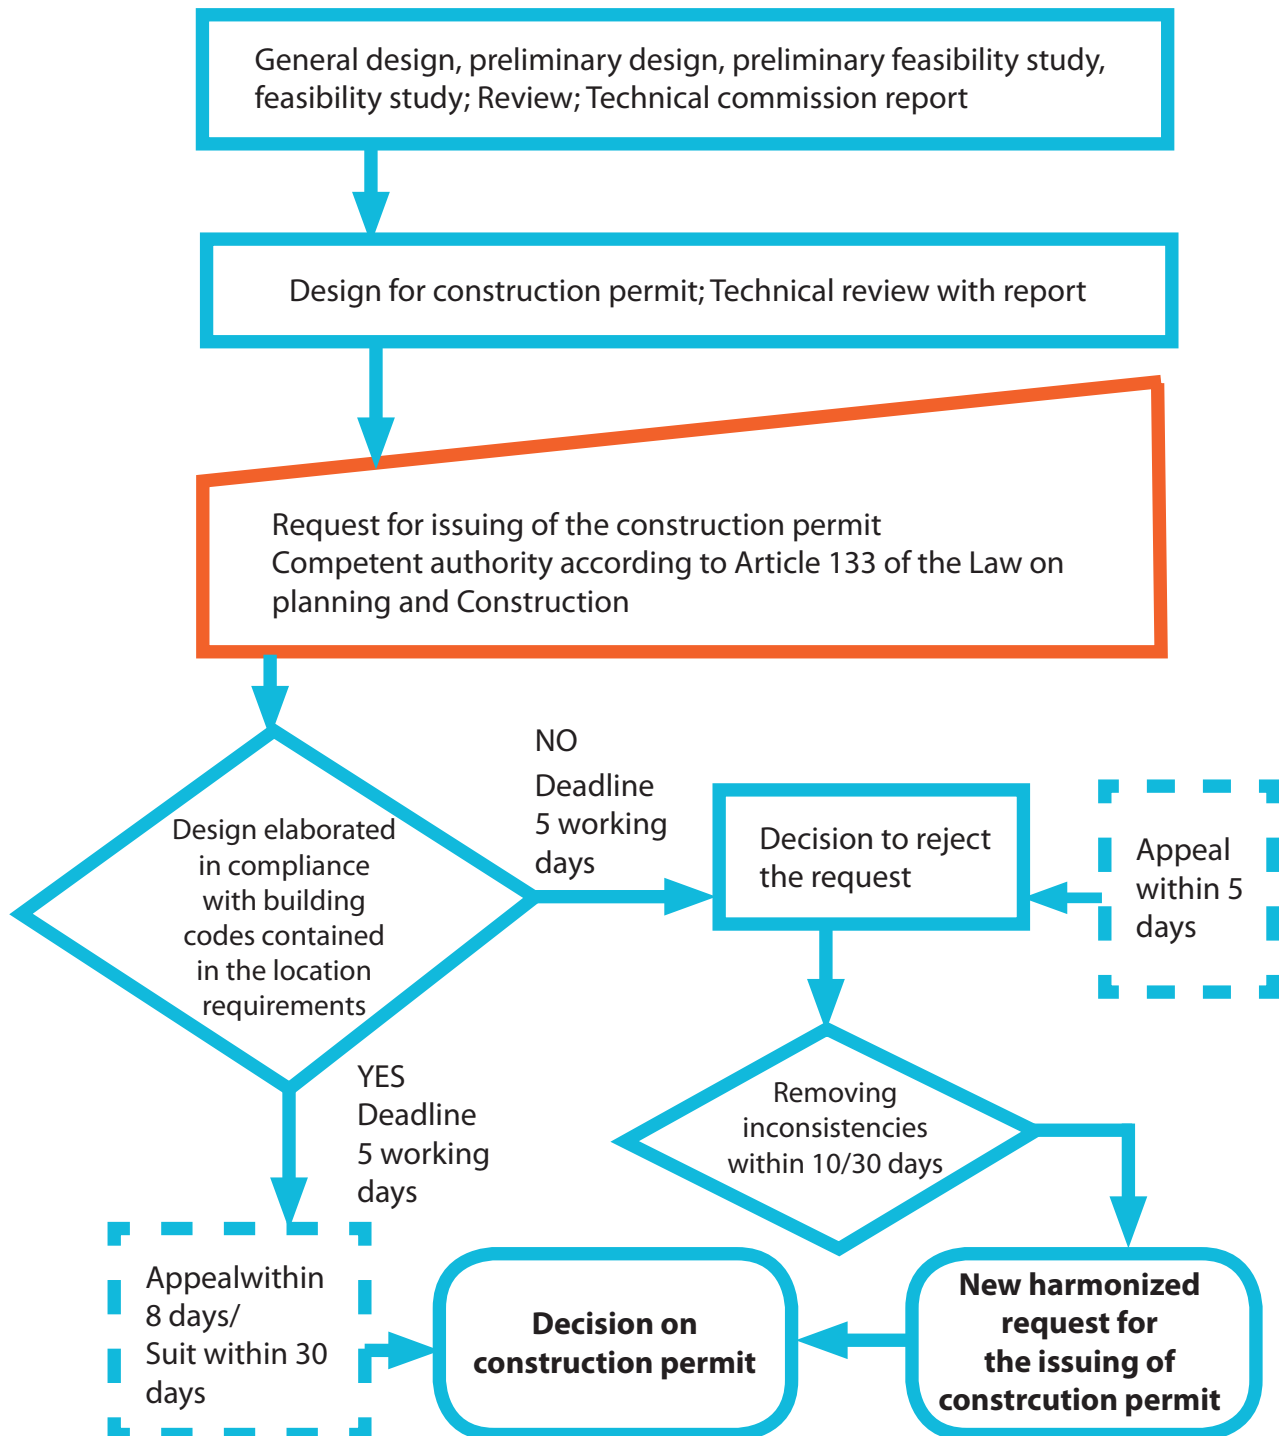 General design, preliminary design, preliminary feasibility study,
feasibility study; Review; Technical commission report
Design for construction permit; Technical review with report
Request for issuing of the construction permit
Competent authority according to Article 133 of the Law on
planning and Construction
Design elaborated
in compliance
with building
codes contained
in the location
requirements
NO
Deadline
5 working
days
Decision to reject
the request
Appeal
within 5
days
YES
Deadline
5 working
days
Removing
inconsistencies
within 10/30 days
Appealwithin
8 days/
Suit within 30
days
Decision on
construction permit
New harmonized
request for
the issuing of
constrcution permit